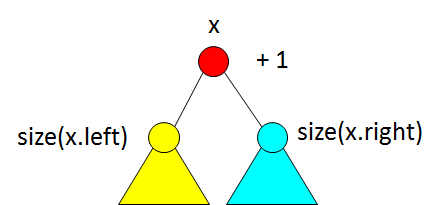 x
+ 1
size(x.left)
size(x.right)